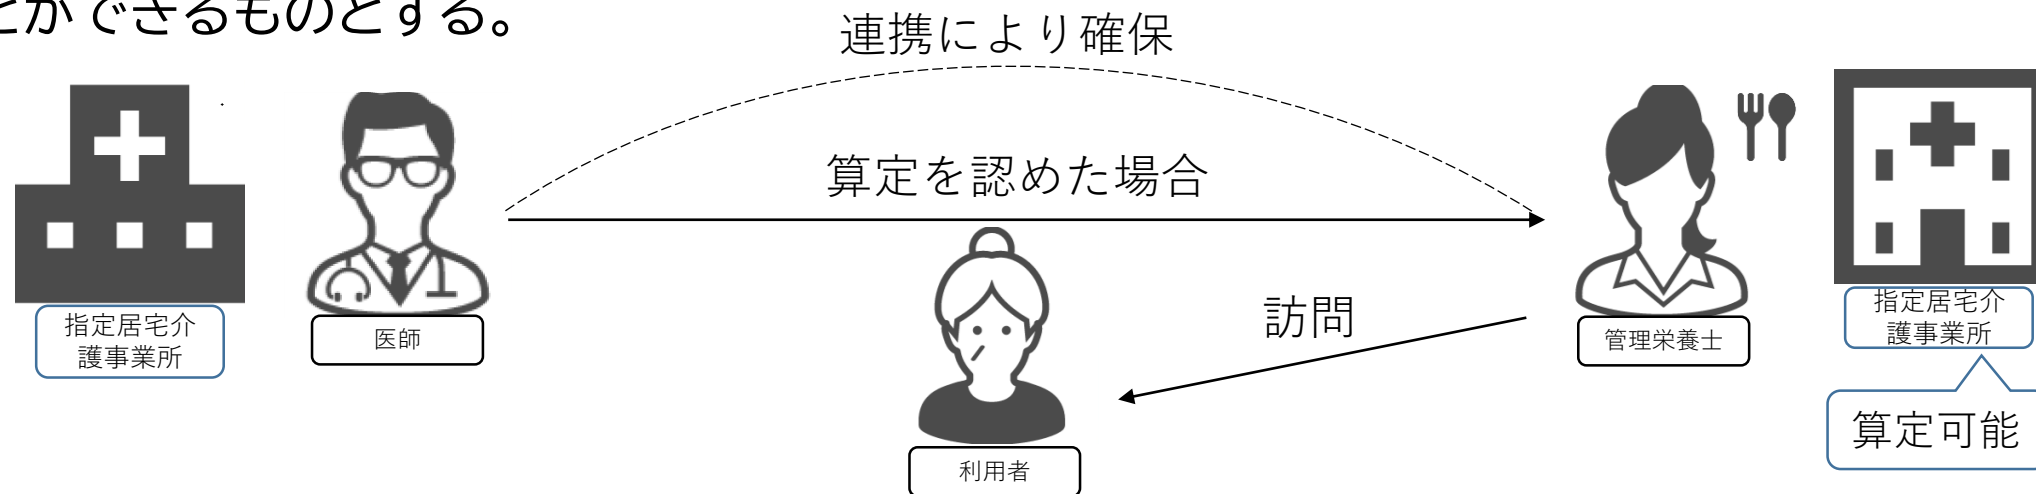 とができるものとする。
連携により確保
算定を認めた場合
訪問
指定居宅介
護事業所
医師
利用者
管理栄養士
指定居宅介
護事業所
算定可能